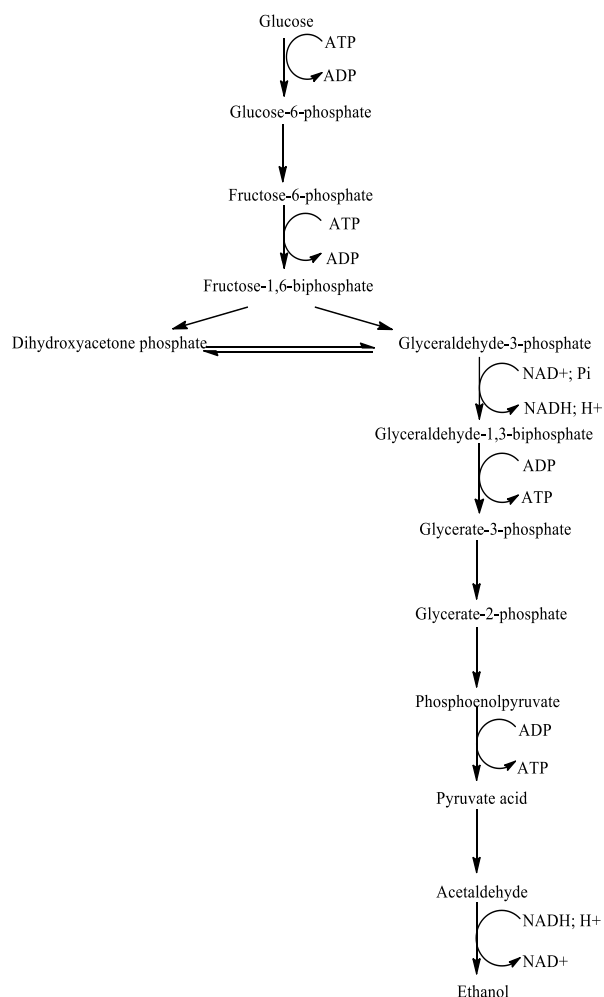 Glucose
ATP
ADP
Glucose-6-phosphate
Fructose-6-phosphate
ATP
ADP
Fructose-1,6-biphosphate
Dihydroxyacetone phosphate
Glyceraldehyde-3-phosphate
NAD+; Pi
NADH; H+
Glyceraldehyde-1,3-biphosphate
ADP
ATP
Glycerate-3-phosphate
Glycerate-2-phosphate
Phosphoenolpyruvate
ADP
ATP
Pyruvate acid
Acetaldehyde
NADH; H+
NAD+
Ethanol